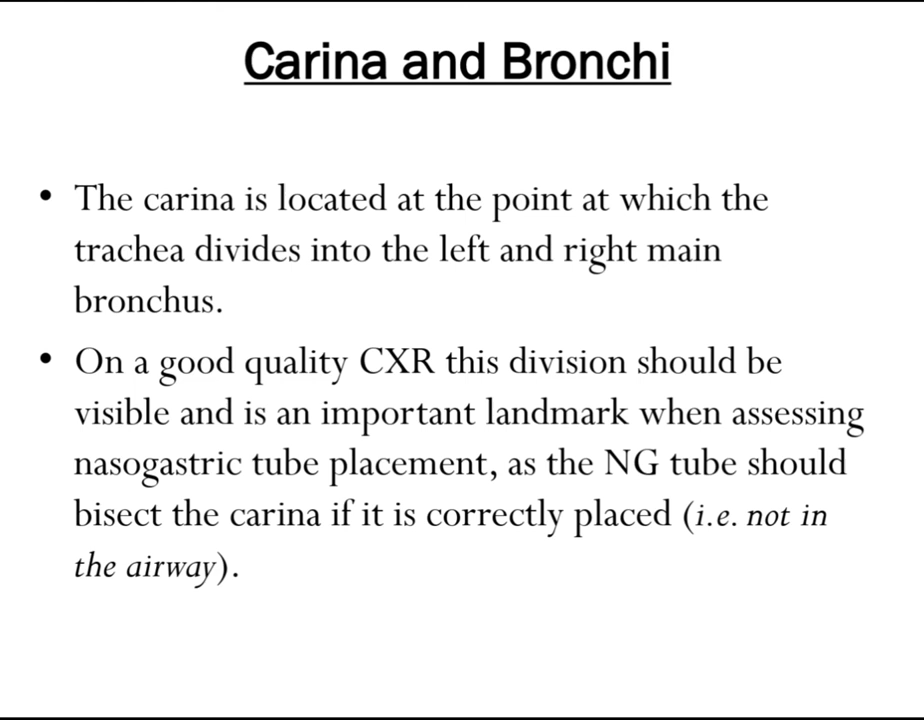 Carina and Bronchi
• The carina is located at the point at which the
trachea divides into the left and right main
bronchus.
• On a good quality CXR this division should be
visible and is an important landmark when assessing
nasogastric tube placement, as the NG tube should
bisect the carina if it is correctly placed (i.e. not in
the airway).